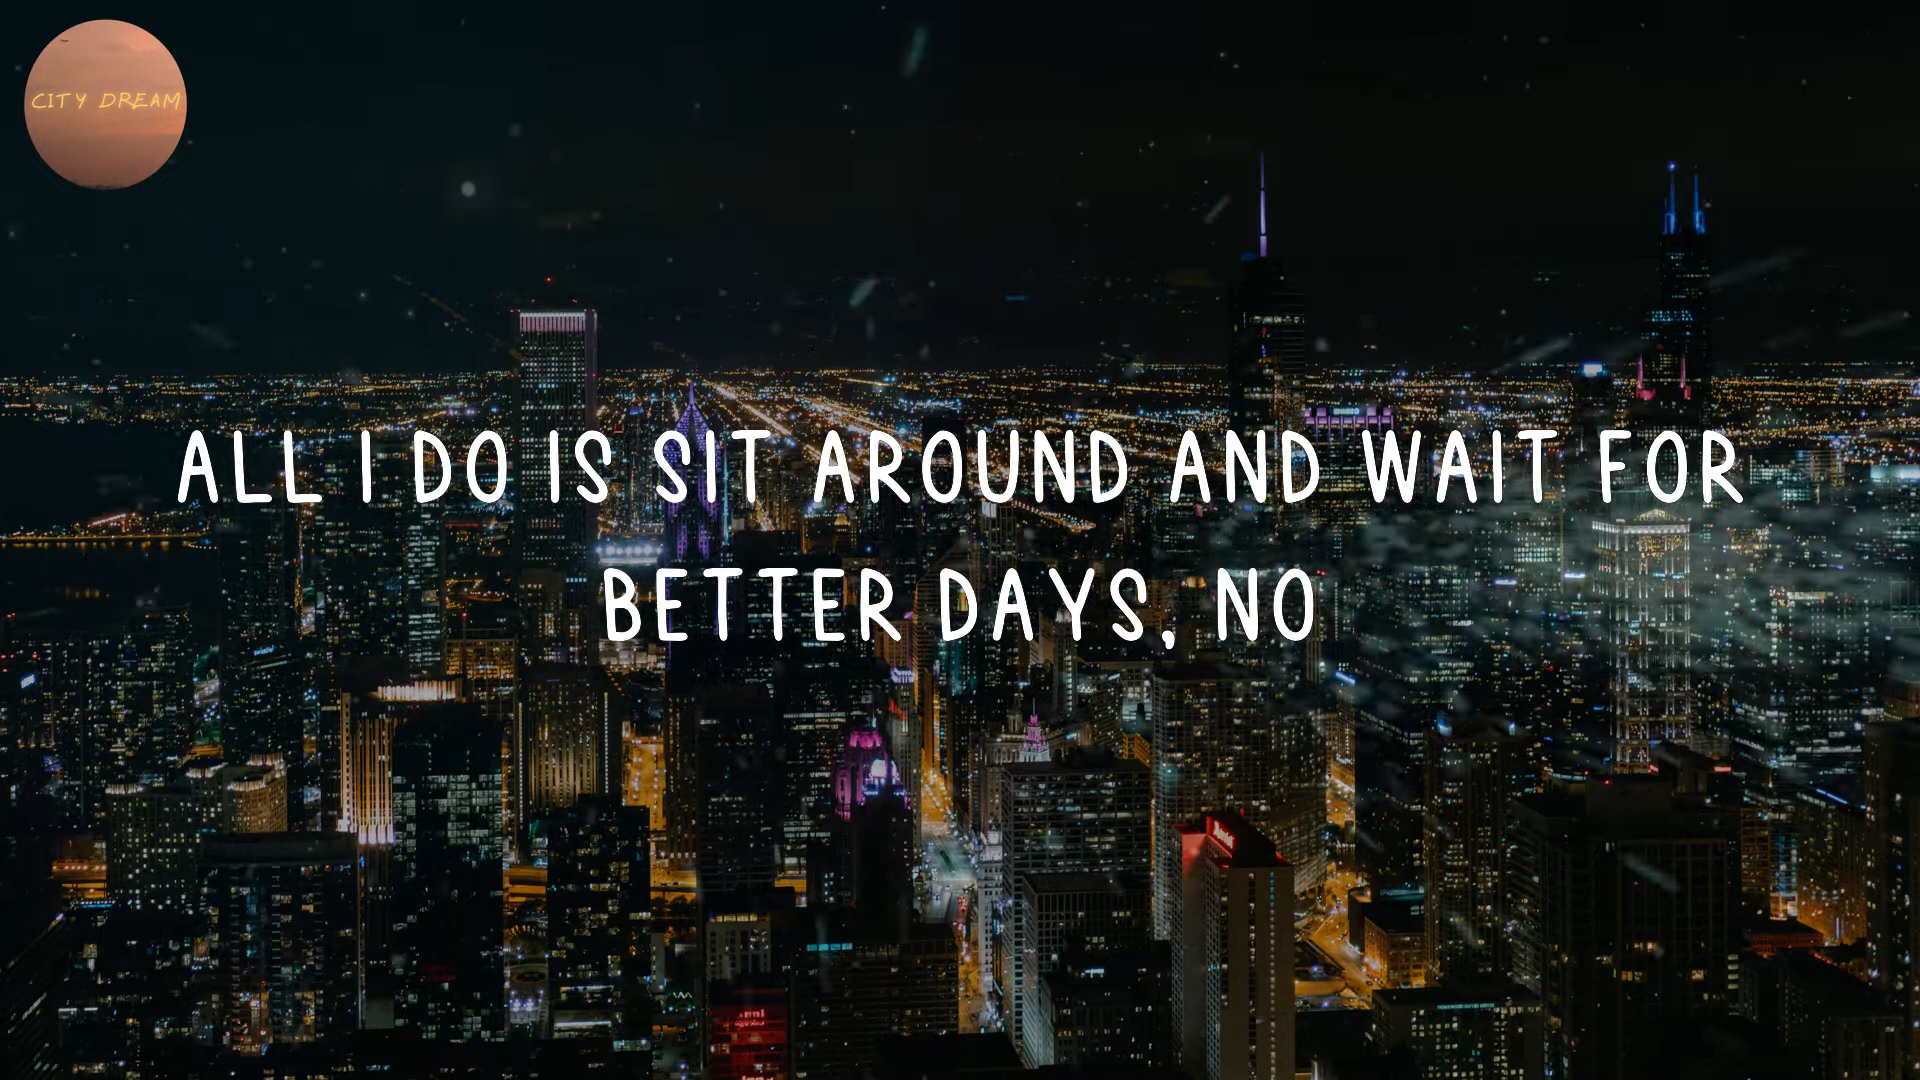 CITY DREAM
ALL I DO IS SIT AROUND AND WAIT FOR
BETTER DAYS, NO